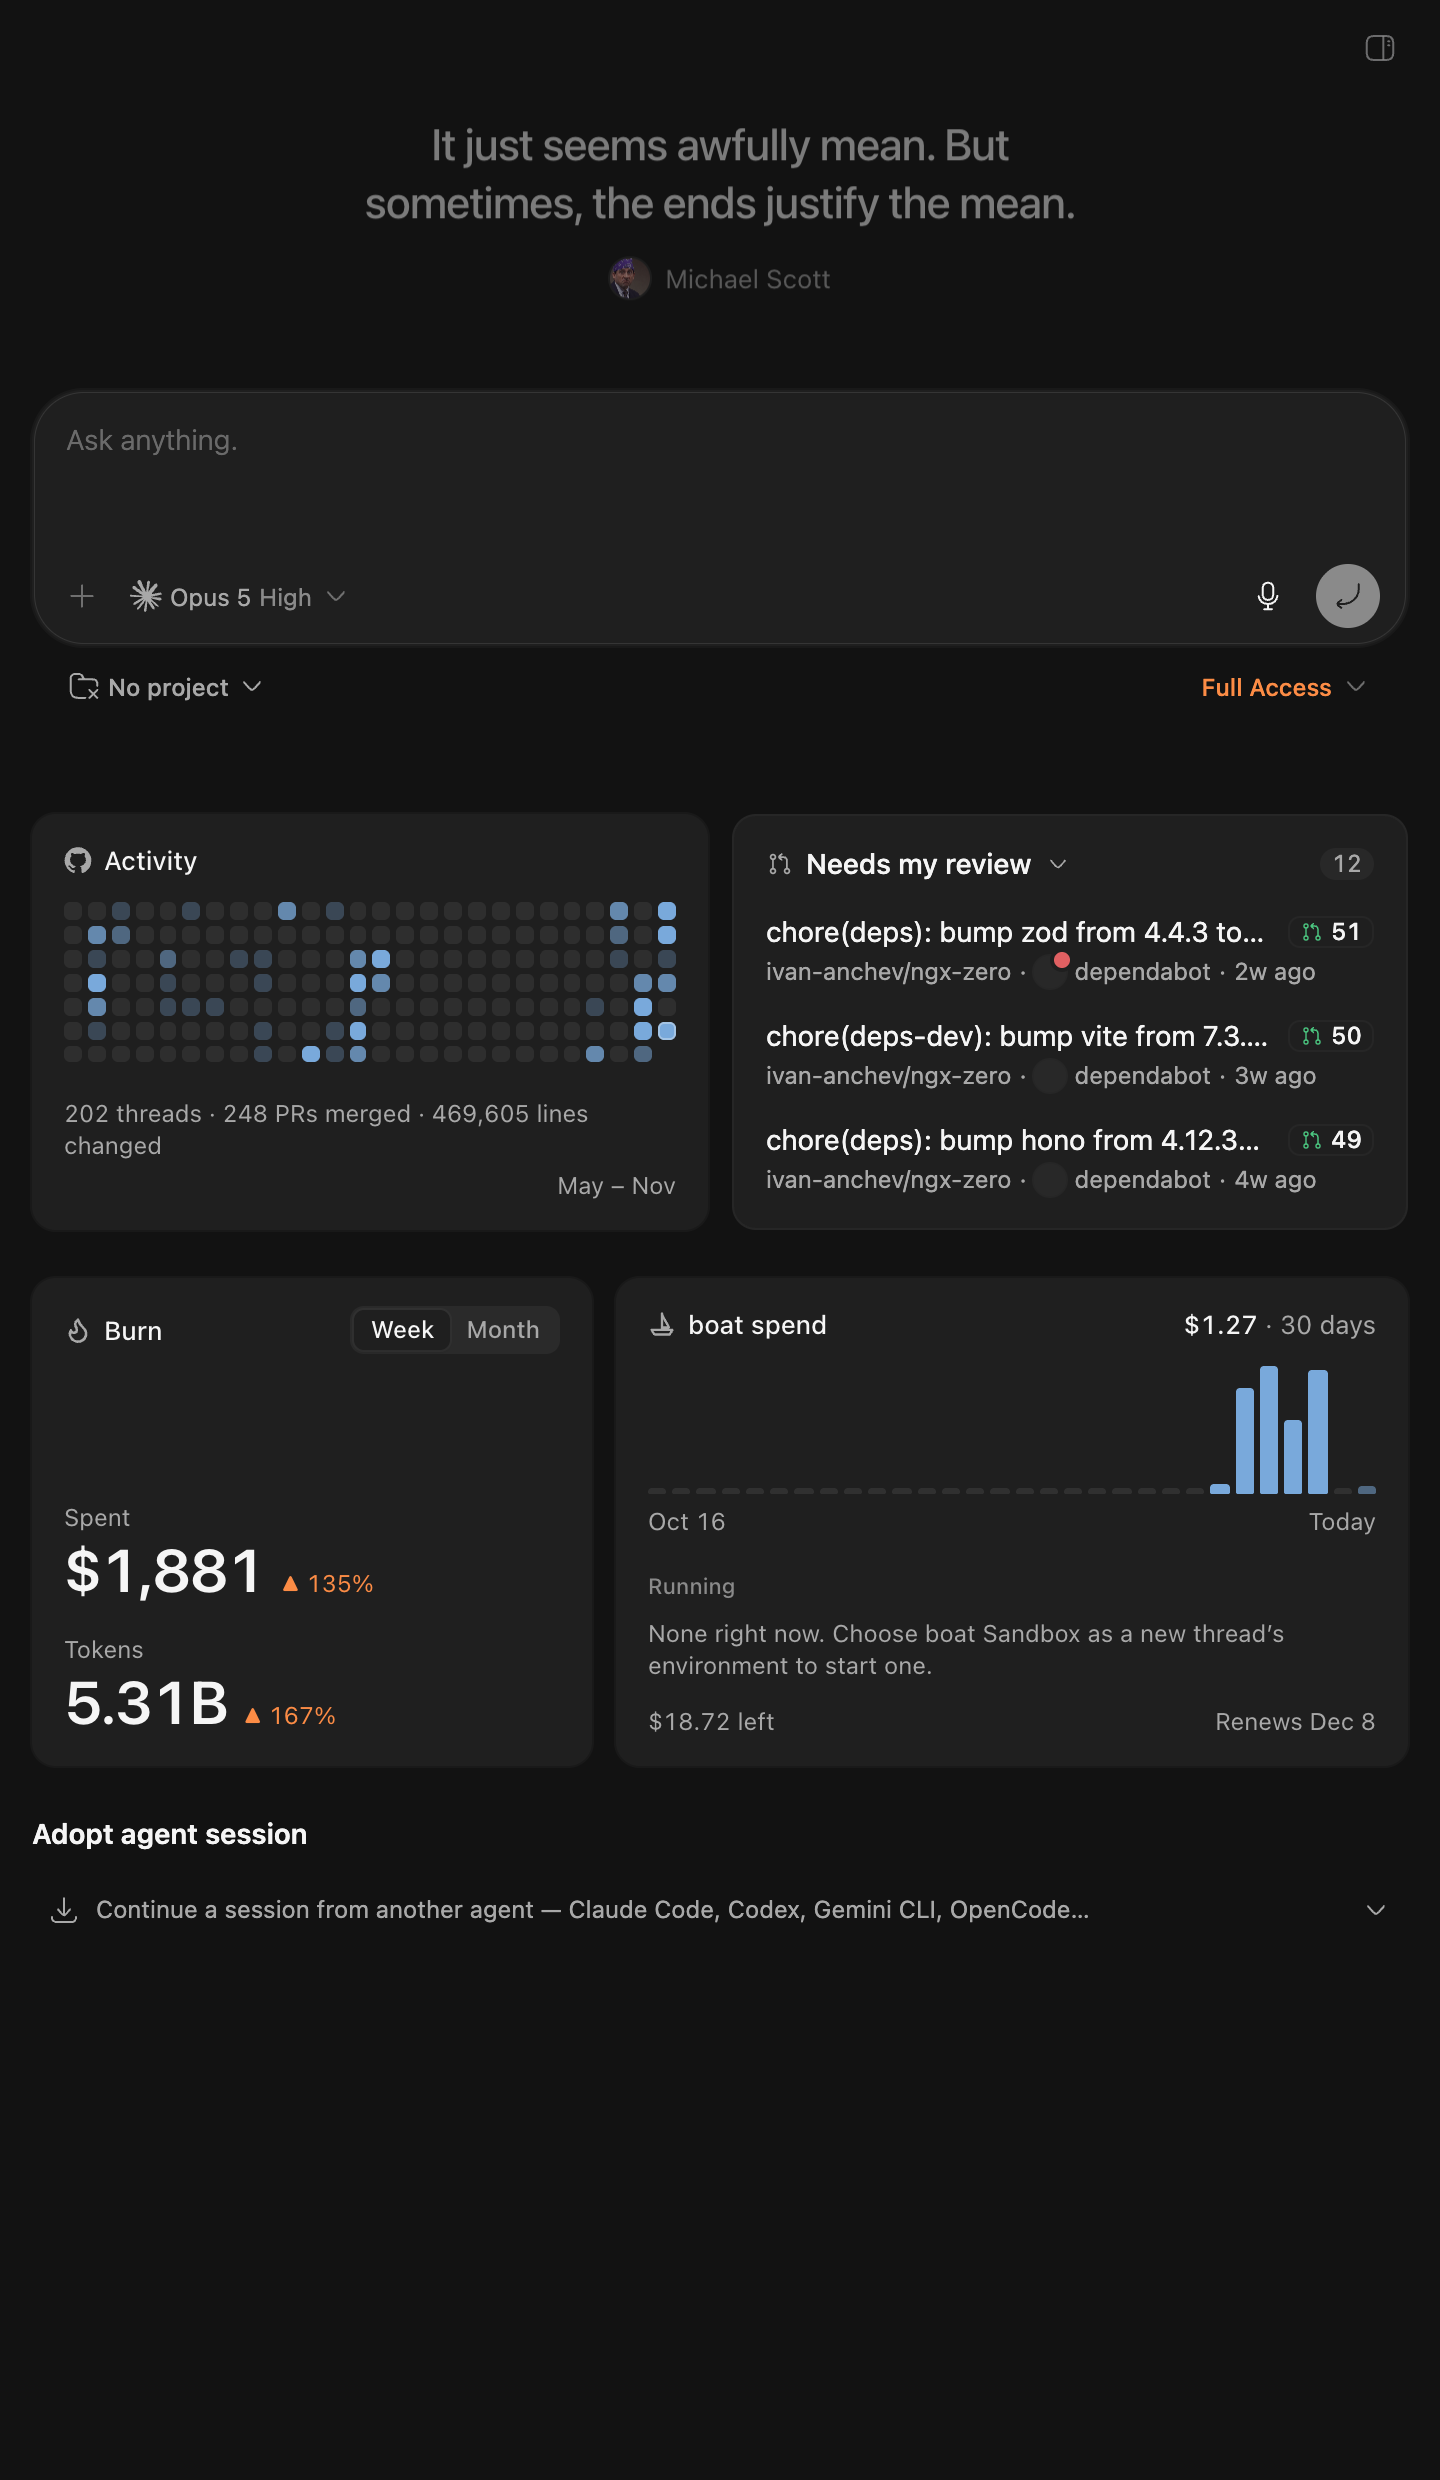 It just seems awfully mean. But
sometimes, the ends justify the mean.
Michael Scott
Ask anything.
Opus 5 High
No project
Full Access
Activity
202 threads · 248 PRs merged · 469,605 lines
changed
May – Nov
Needs my review
12
chore(deps): bump zod from 4.4.3 to...
51
ivan-anchev/ngx-zero · dependabot · 2w ago
chore(deps-dev): bump vite from 7.3....
50
ivan-anchev/ngx-zero · dependabot · 3w ago
chore(deps): bump hono from 4.12.3...
49
ivan-anchev/ngx-zero · dependabot · 4w ago
Burn
Week
Month
Spent
$1,881
135%
Tokens
5.31B
167%
boat spend
$1.27 · 30 days
Oct 16
Today
Running
None right now. Choose boat Sandbox as a new thread’s
environment to start one.
$18.72 left
Renews Dec 8
Adopt agent session
Continue a session from another agent — Claude Code, Codex, Gemini CLI, OpenCode...